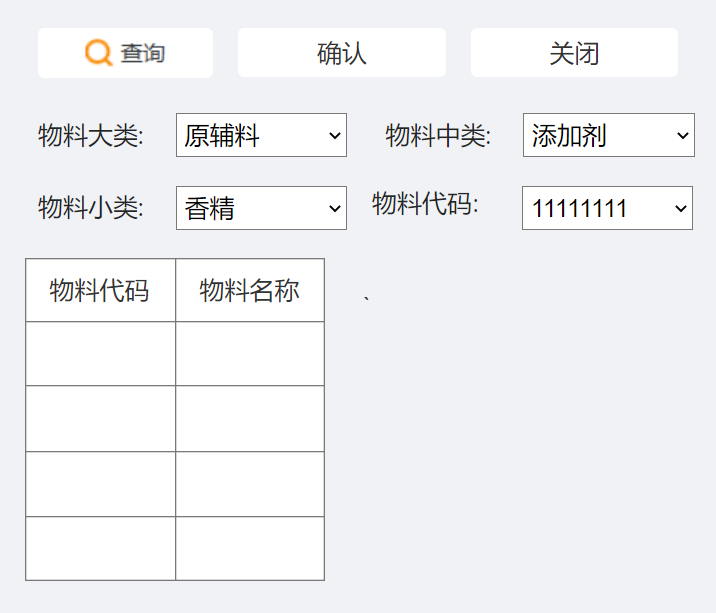 查询 确认 关闭
物料大类: 原辅料 物料中类: 添加剂
物料小类: 香精 物料代码: 11111111
物料代码 物料名称
、